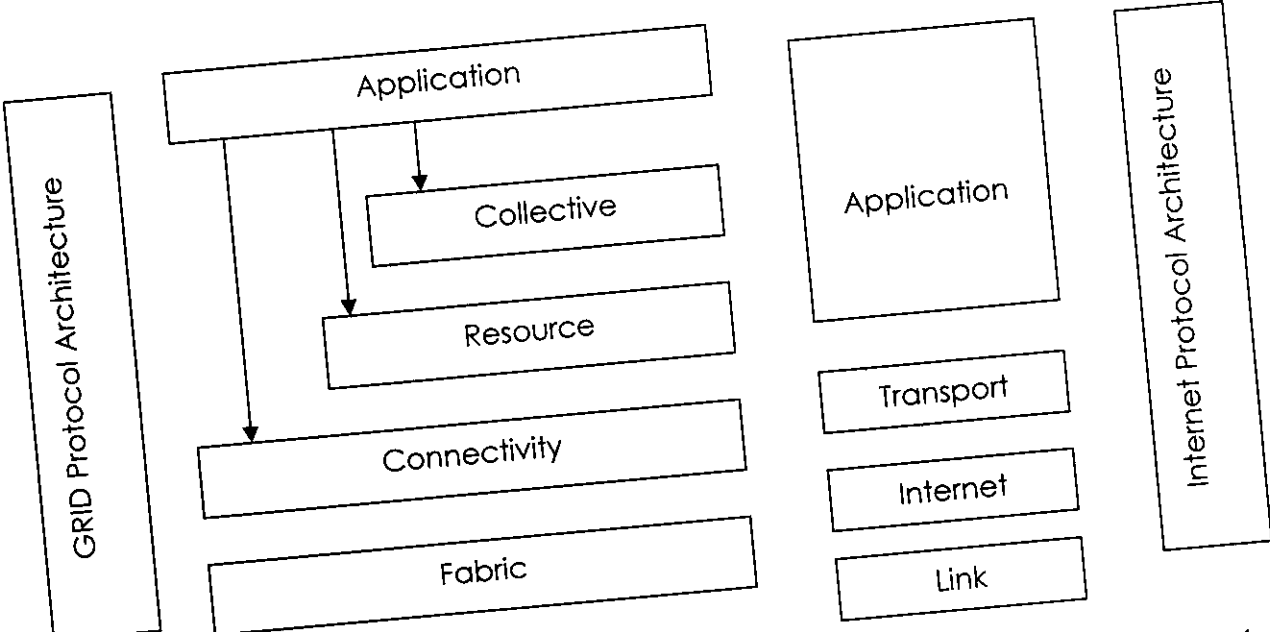 GRID Protocol Architecture
Application
Collective
Resource
Connectivity
Fabric
Application
Transport
Internet
Link
Internet Protocol Architecture